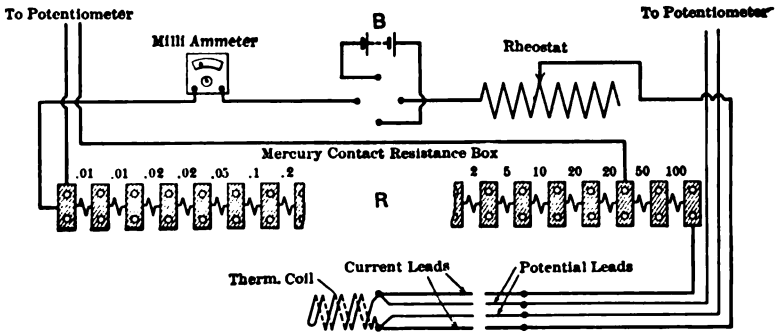 To Potentiometer
To Potentiometer
Milli Ammeter
B
Rheostat
Mercury Contact Resistance Box
.01 .01 .02 .02 .05 .1 .2
2 5 10 20 20 50 100
R
Therm. Coil
Current Leads
Potential Leads